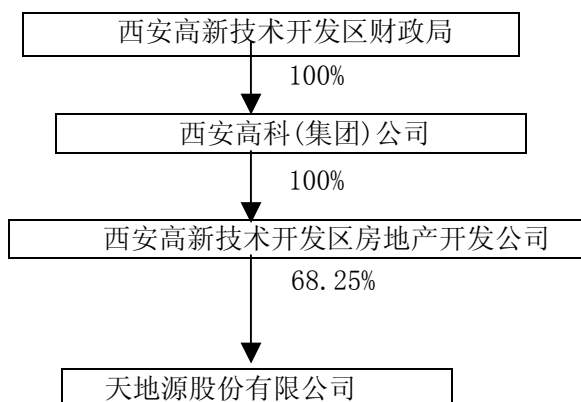 西安高新技术开发区财政局
100%
西安高科(集团)公司
100%
西安高新技术开发区房地产开发公司
68.25%
天地源股份有限公司